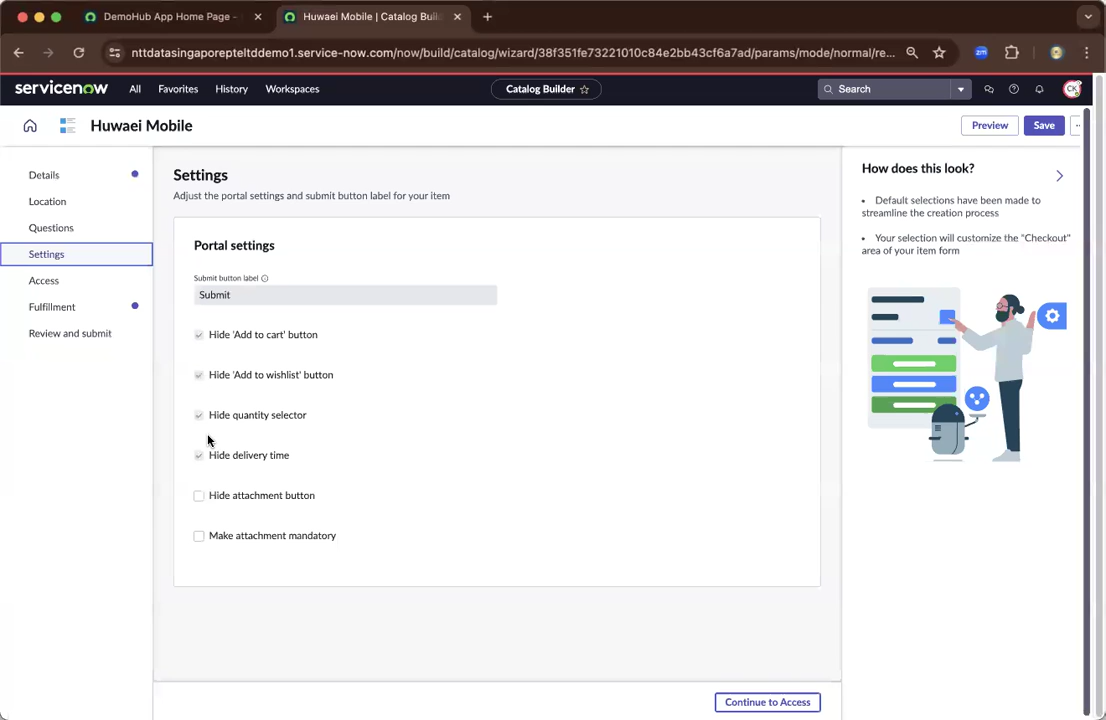 DemoHub App Home Page -
Huwaei Mobile | Catalog Buil
nttdatasingaporepteltddemo1.service-now.com/now/build/catalog/wizard/38f351fe73221010c84e2bb43cf6a7ad/params/mode/normal/re...
zm
servicenow
All
Favorites
History
Workspaces
Catalog Builder
Search
CK
Huwaei Mobile
Preview
Save
Details
Location
Questions
Settings
Access
Fulfillment
Review and submit
Settings
Adjust the portal settings and submit button label for your item
Portal settings
Submit button label
Submit
Hide 'Add to cart' button
Hide 'Add to wishlist' button
Hide quantity selector
Hide delivery time
Hide attachment button
Make attachment mandatory
Continue to Access
How does this look?
• Default selections have been made to
streamline the creation process
• Your selection will customize the "Checkout"
area of your item form